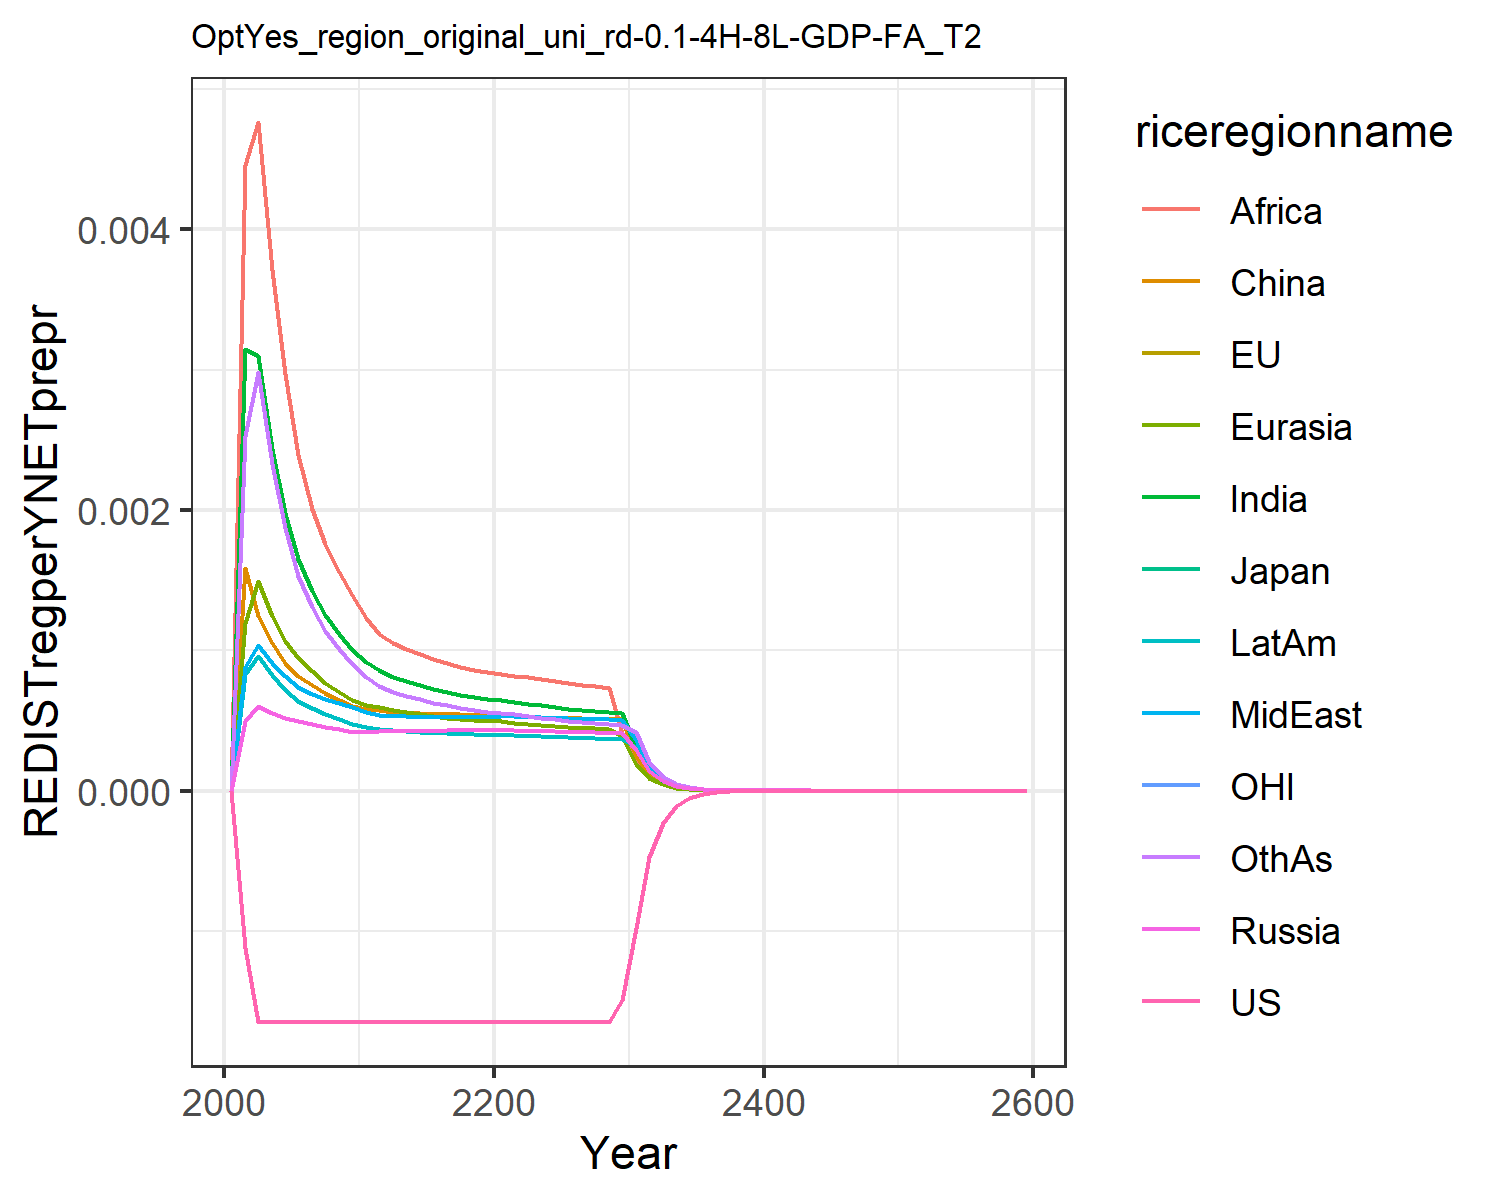 OptYes_region_original_uni_rd-0.1-4H-8L-GDP-FA_T2
REDISTregperYNETprepr
0.004
0.002
0.000
2000
2200
2400
2600
Year
riceregionname
Africa
China
EU
Eurasia
India
Japan
LatAm
MidEast
OHI
OthAs
Russia
US